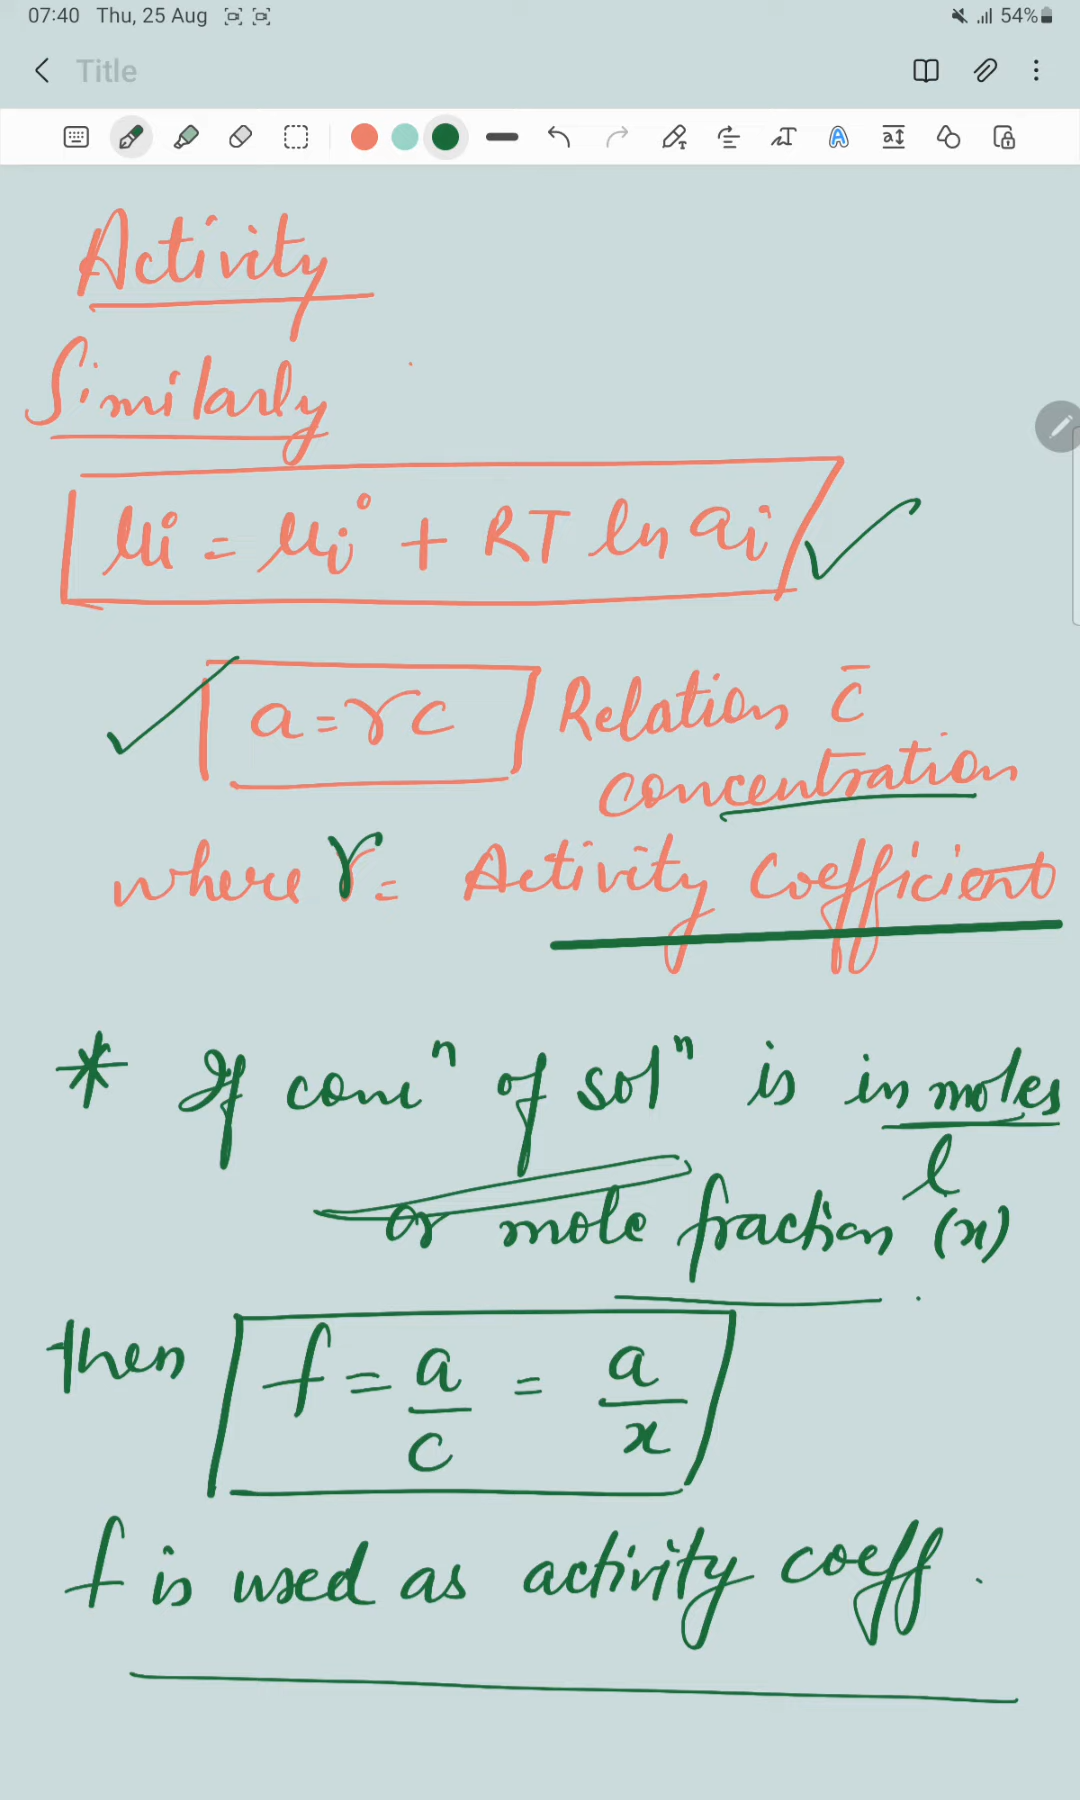 07:40 Thu, 25 Aug 54%
Title
Activity
Similarly
μi = μi° + RT ln ai
a = γc Relation c̄
concentration
where γ = Activity Coefficient
* If concⁿ of solⁿ is in moles
l
or mole fraction (x)
then f = a/c = a/x
f is used as activity coeff.